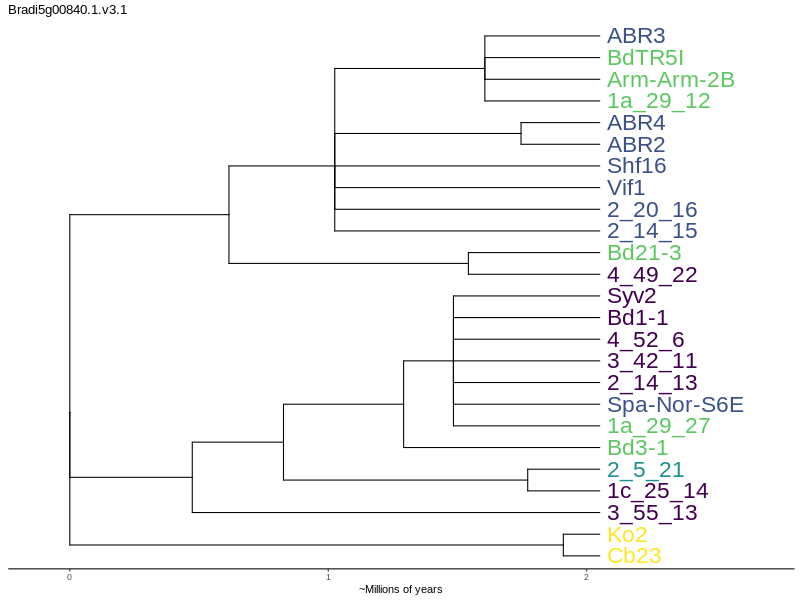 Bradi5g00840.1.v3.1
ABR3
BdTR5I
Arm-Arm-2B
1a_29_12
ABR4
ABR2
Shf16
Vif1
2_20_16
2_14_15
Bd21-3
4_49_22
Syv2
Bd1-1
4_52_6
3_42_11
2_14_13
Spa-Nor-S6E
1a_29_27
Bd3-1
2_5_21
1c_25_14
3_55_13
Ko2
Cb23
0 1 2
~Millions of years